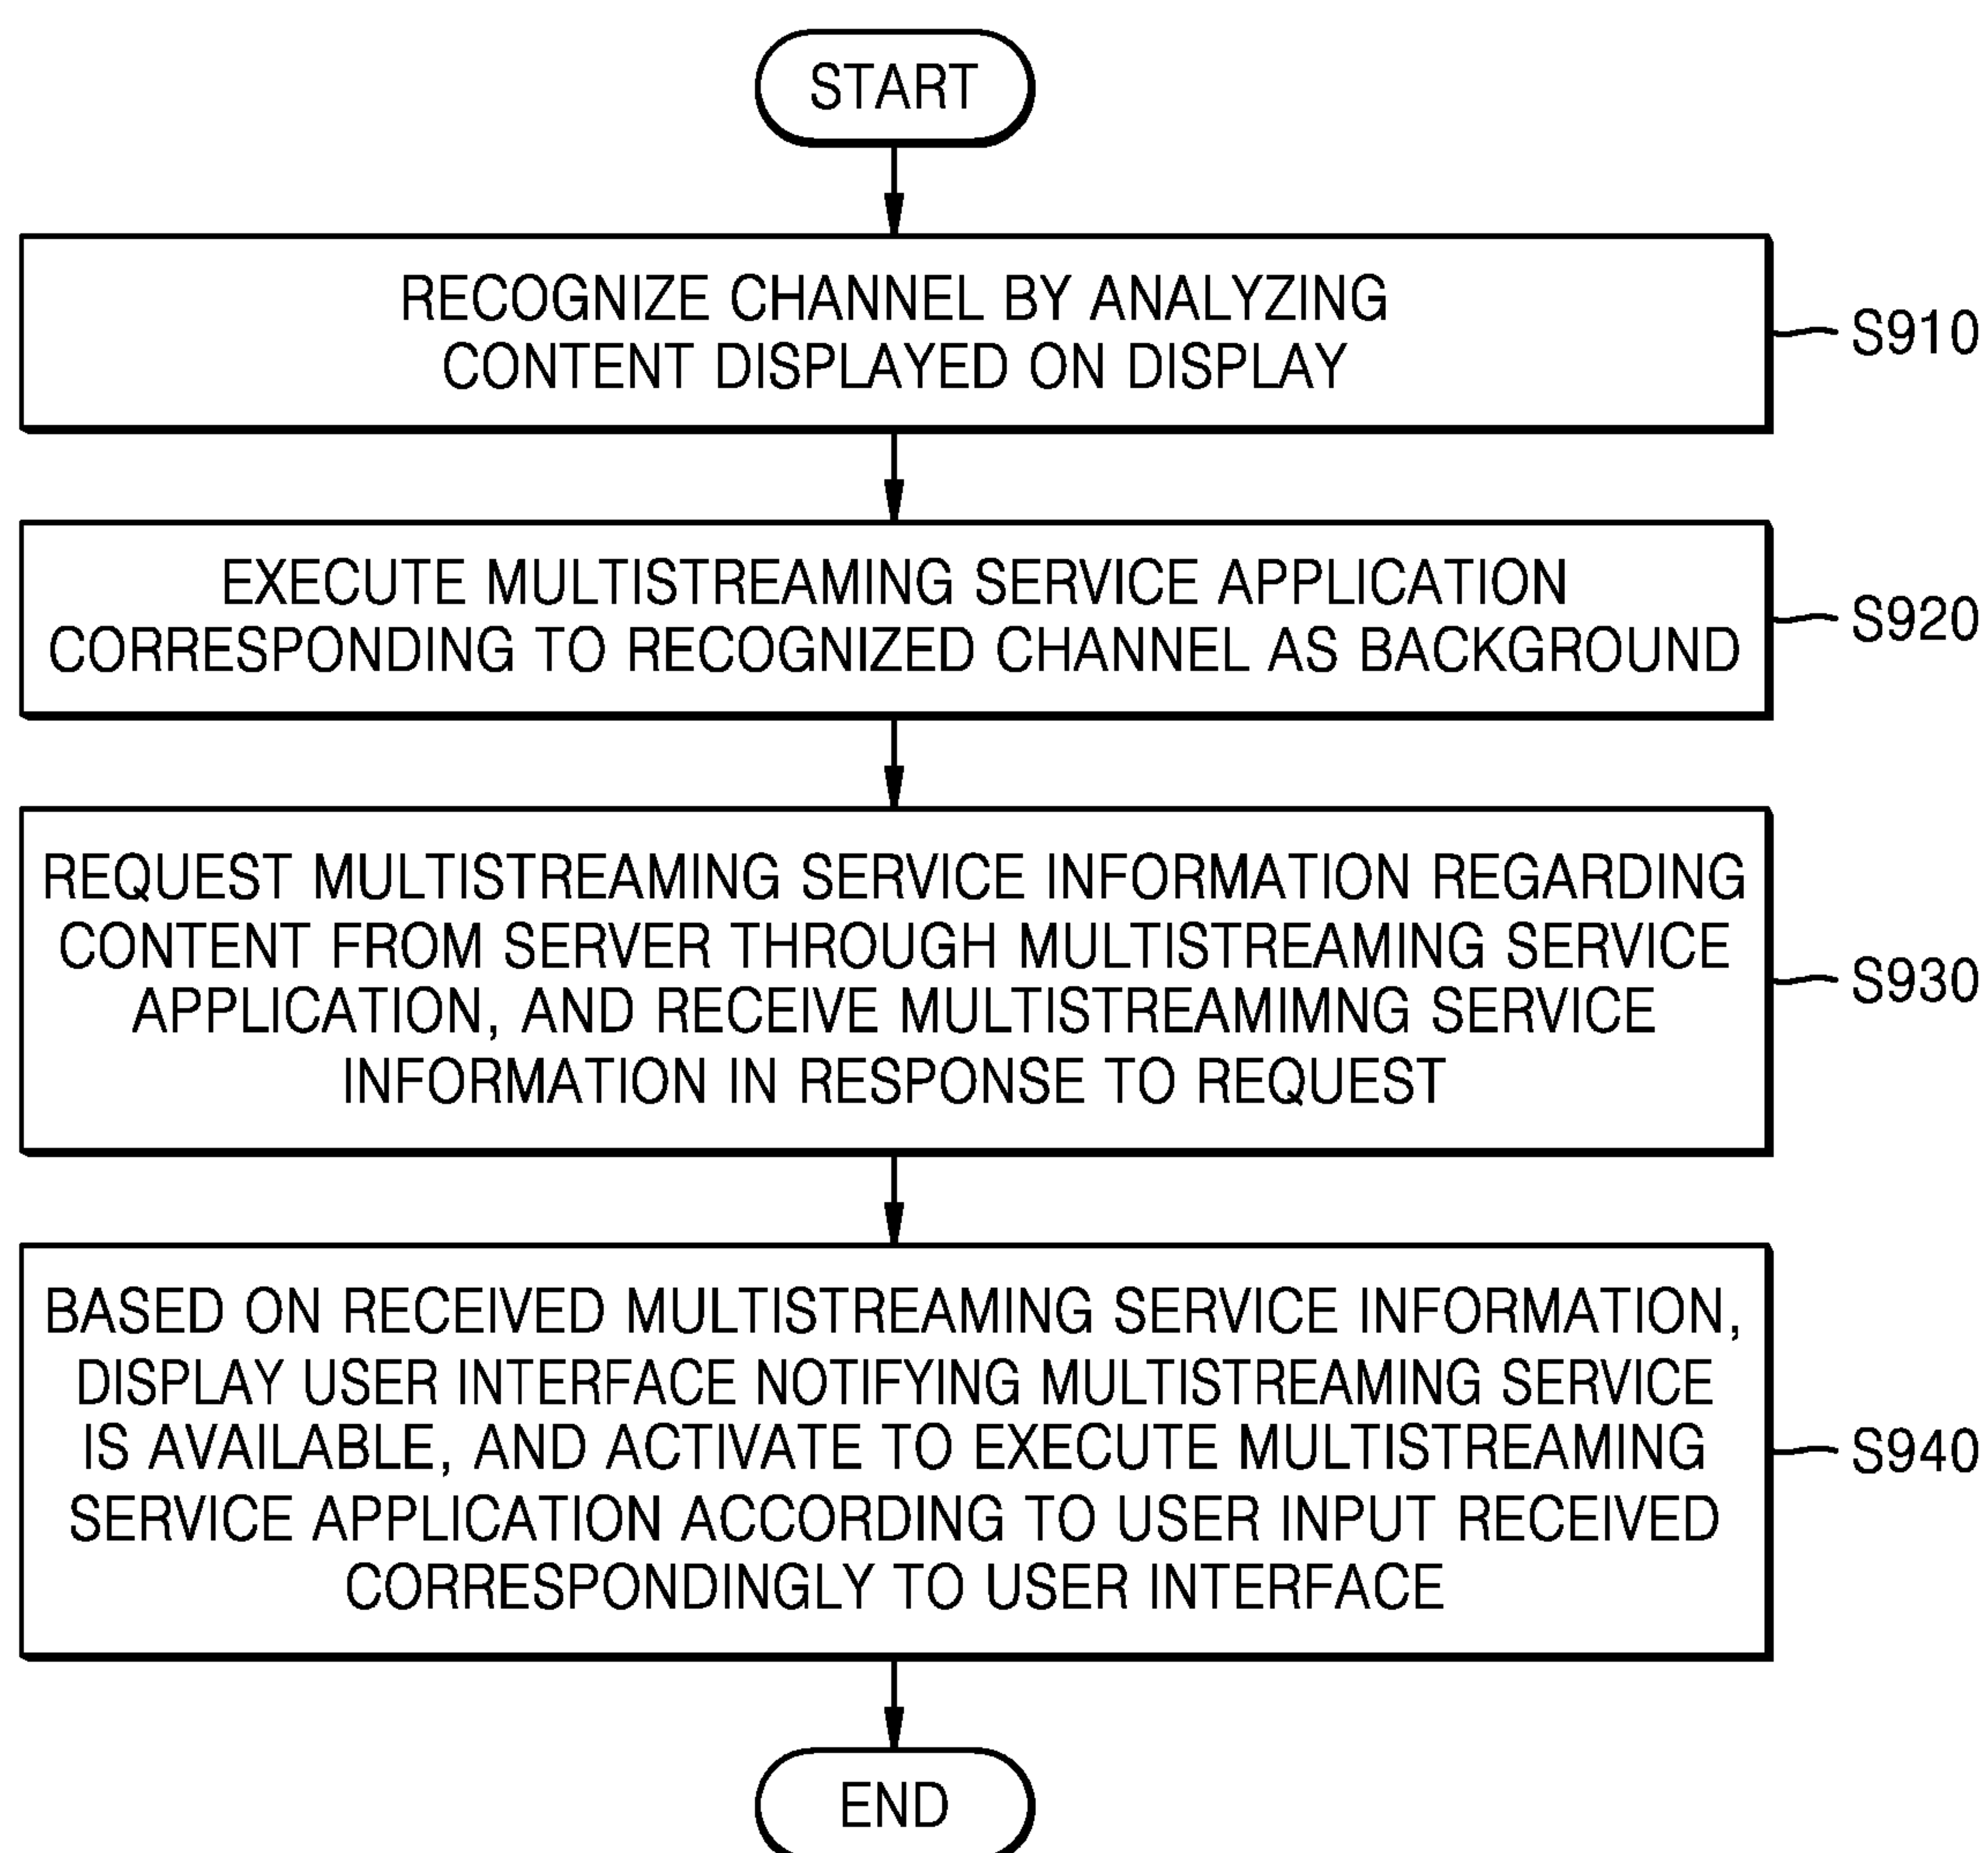 START
RECOGNIZE CHANNEL BY ANALYZING
CONTENT DISPLAYED ON DISPLAY
S910
EXECUTE MULTISTREAMING SERVICE APPLICATION
CORRESPONDING TO RECOGNIZED CHANNEL AS BACKGROUND
S920
REQUEST MULTISTREAMING SERVICE INFORMATION REGARDING
CONTENT FROM SERVER THROUGH MULTISTREAMING SERVICE
APPLICATION, AND RECEIVE MULTISTREAMIMNG SERVICE
INFORMATION IN RESPONSE TO REQUEST
S930
BASED ON RECEIVED MULTISTREAMING SERVICE INFORMATION,
DISPLAY USER INTERFACE NOTIFYING MULTISTREAMING SERVICE
IS AVAILABLE, AND ACTIVATE TO EXECUTE MULTISTREAMING
SERVICE APPLICATION ACCORDING TO USER INPUT RECEIVED
CORRESPONDINGLY TO USER INTERFACE
S940
END